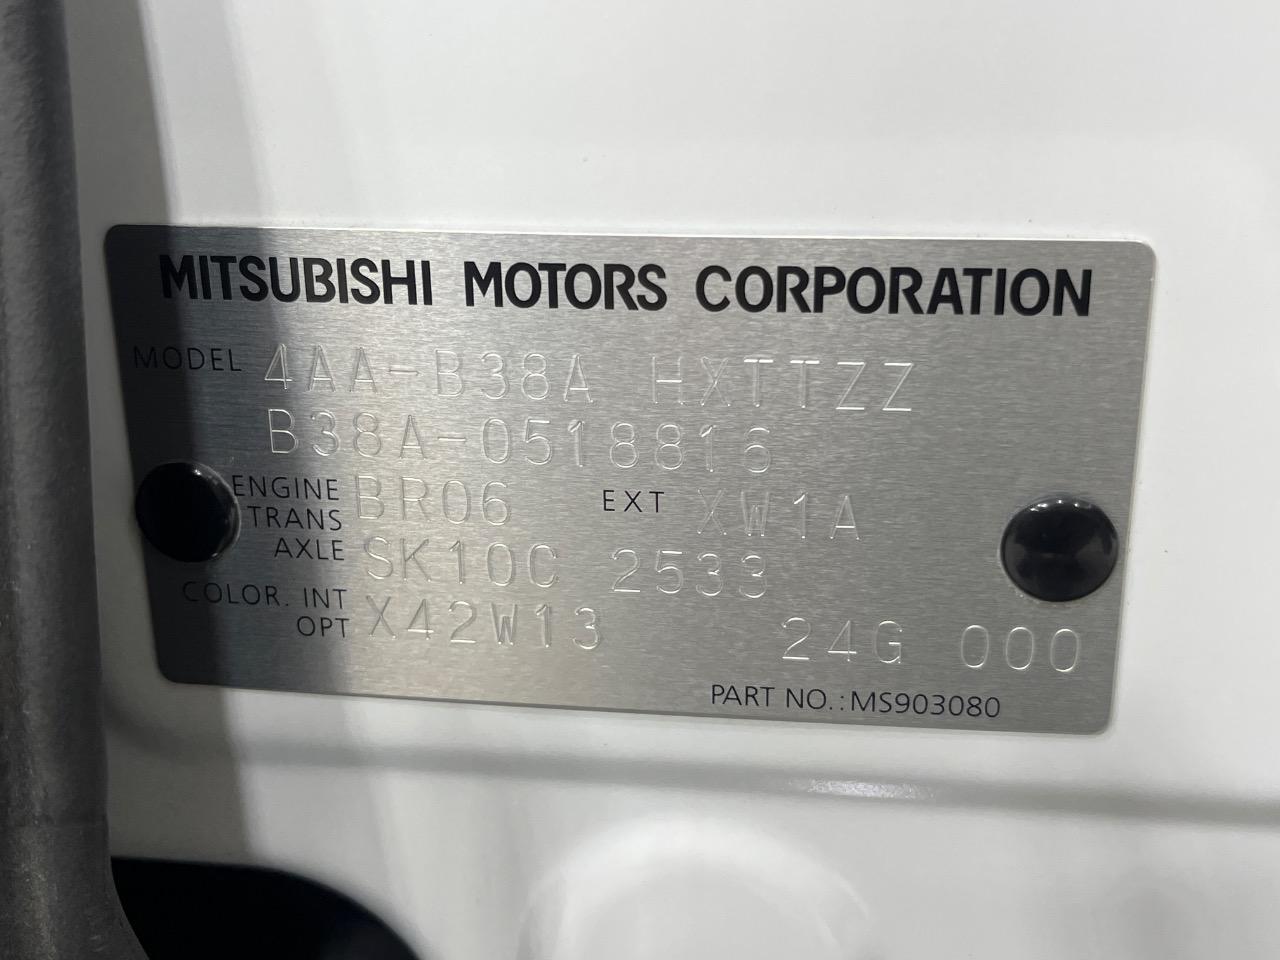 MITSUBISHI MOTORS CORPORATION
MODEL 4AA-B38A HXTTZZ
B38A-0518816
ENGINE BR06 EXT XW1A
TRANS
AXLE SK10C 2533
COLOR. INT
OPT X42W13 24G 000
PART NO.: MS903080